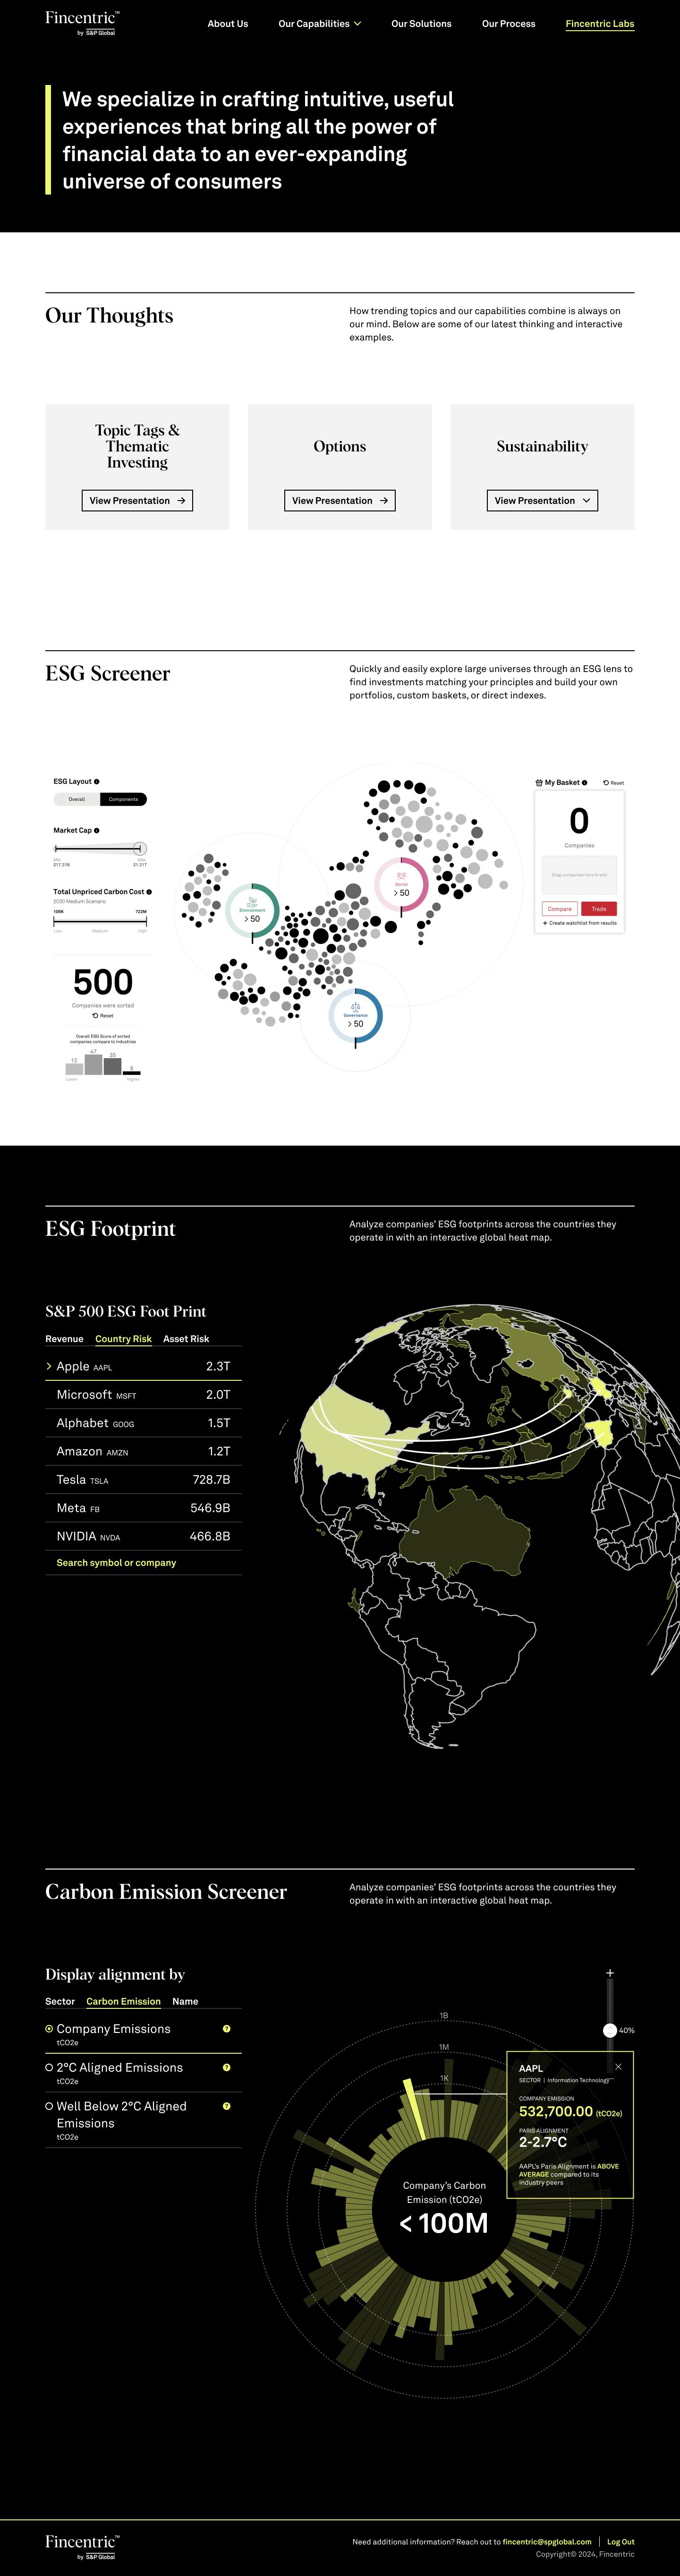 Fincentric™
by S&P Global
About Us
Our Capabilities
Our Solutions
Our Process
Fincentric Labs
We specialize in crafting intuitive, useful
experiences that bring all the power of
financial data to an ever-expanding
universe of consumers
Our Thoughts
How trending topics and our capabilities combine is always on
our mind. Below are some of our latest thinking and interactive
examples.
Topic Tags &
Thematic
Investing
View Presentation
Options
View Presentation
Sustainability
View Presentation
ESG Screener
Quickly and easily explore large universes through an ESG lens to
find investments matching your principles and build your own
portfolios, custom baskets, or direct indexes.
ESG Layout
Overall
Components
Market Cap
Min
Max
$17.21B
$1.31T
Total Unpriced Carbon Cost
2030 Medium Scenario
105K
722M
Low
Medium
High
500
Companies were sorted
Reset
Overall ESG Score of sorted
companies compare to industries
12
47
35
6
Lower
Higher
Environment
> 50
Social
> 50
Governance
> 50
My Basket
Reset
0
Companies
Drag companies here to add
Compare
Trade
+ Create watchlist from results
ESG Footprint
Analyze companies' ESG footprints across the countries they
operate in with an interactive global heat map.
S&P 500 ESG Foot Print
Revenue
Country Risk
Asset Risk
Apple AAPL 2.3T
Microsoft MSFT 2.0T
Alphabet GOOG 1.5T
Amazon AMZN 1.2T
Tesla TSLA 728.7B
Meta FB 546.9B
NVIDIA NVDA 466.8B
Search symbol or company
Carbon Emission Screener
Analyze companies' ESG footprints across the countries they
operate in with an interactive global heat map.
Display alignment by
Sector
Carbon Emission
Name
Company Emissions
tCO2e
2°C Aligned Emissions
tCO2e
Well Below 2°C Aligned
Emissions
tCO2e
1B
1M
1K
40%
AAPL
SECTOR | Information Technology
COMPANY EMISSION
532,700.00 (tCO2e)
PARIS ALIGNMENT
2-2.7°C
AAPL's Paris Alignment is ABOVE
AVERAGE compared to its
industry peers
Company's Carbon
Emission (tCO2e)
< 100M
Fincentric™
by S&P Global
Need additional information? Reach out to fincentric@spglobal.com
Log Out
Copyright© 2024, Fincentric